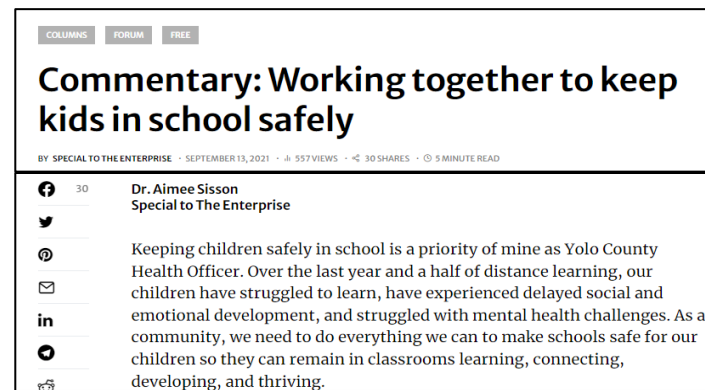 COLUMNS FORUM FREE
Commentary: Working together to keep
kids in school safely
BY SPECIAL TO THE ENTERPRISE · SEPTEMBER 13, 2021 · 557 VIEWS · 30 SHARES · 5 MINUTE READ
30
Dr. Aimee Sisson
Special to The Enterprise
Keeping children safely in school is a priority of mine as Yolo County
Health Officer. Over the last year and a half of distance learning, our
children have struggled to learn, have experienced delayed social and
emotional development, and struggled with mental health challenges. As a
community, we need to do everything we can to make schools safe for our
children so they can remain in classrooms learning, connecting,
developing, and thriving.